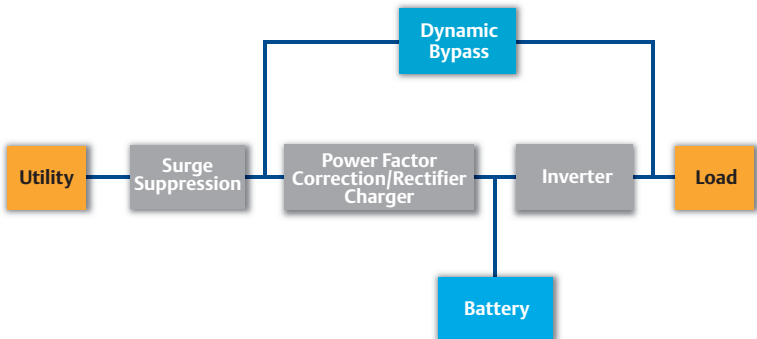 Dynamic
Bypass
Utility
Surge
Suppression
Power Factor
Correction/Rectifier
Charger
Inverter
Load
Battery